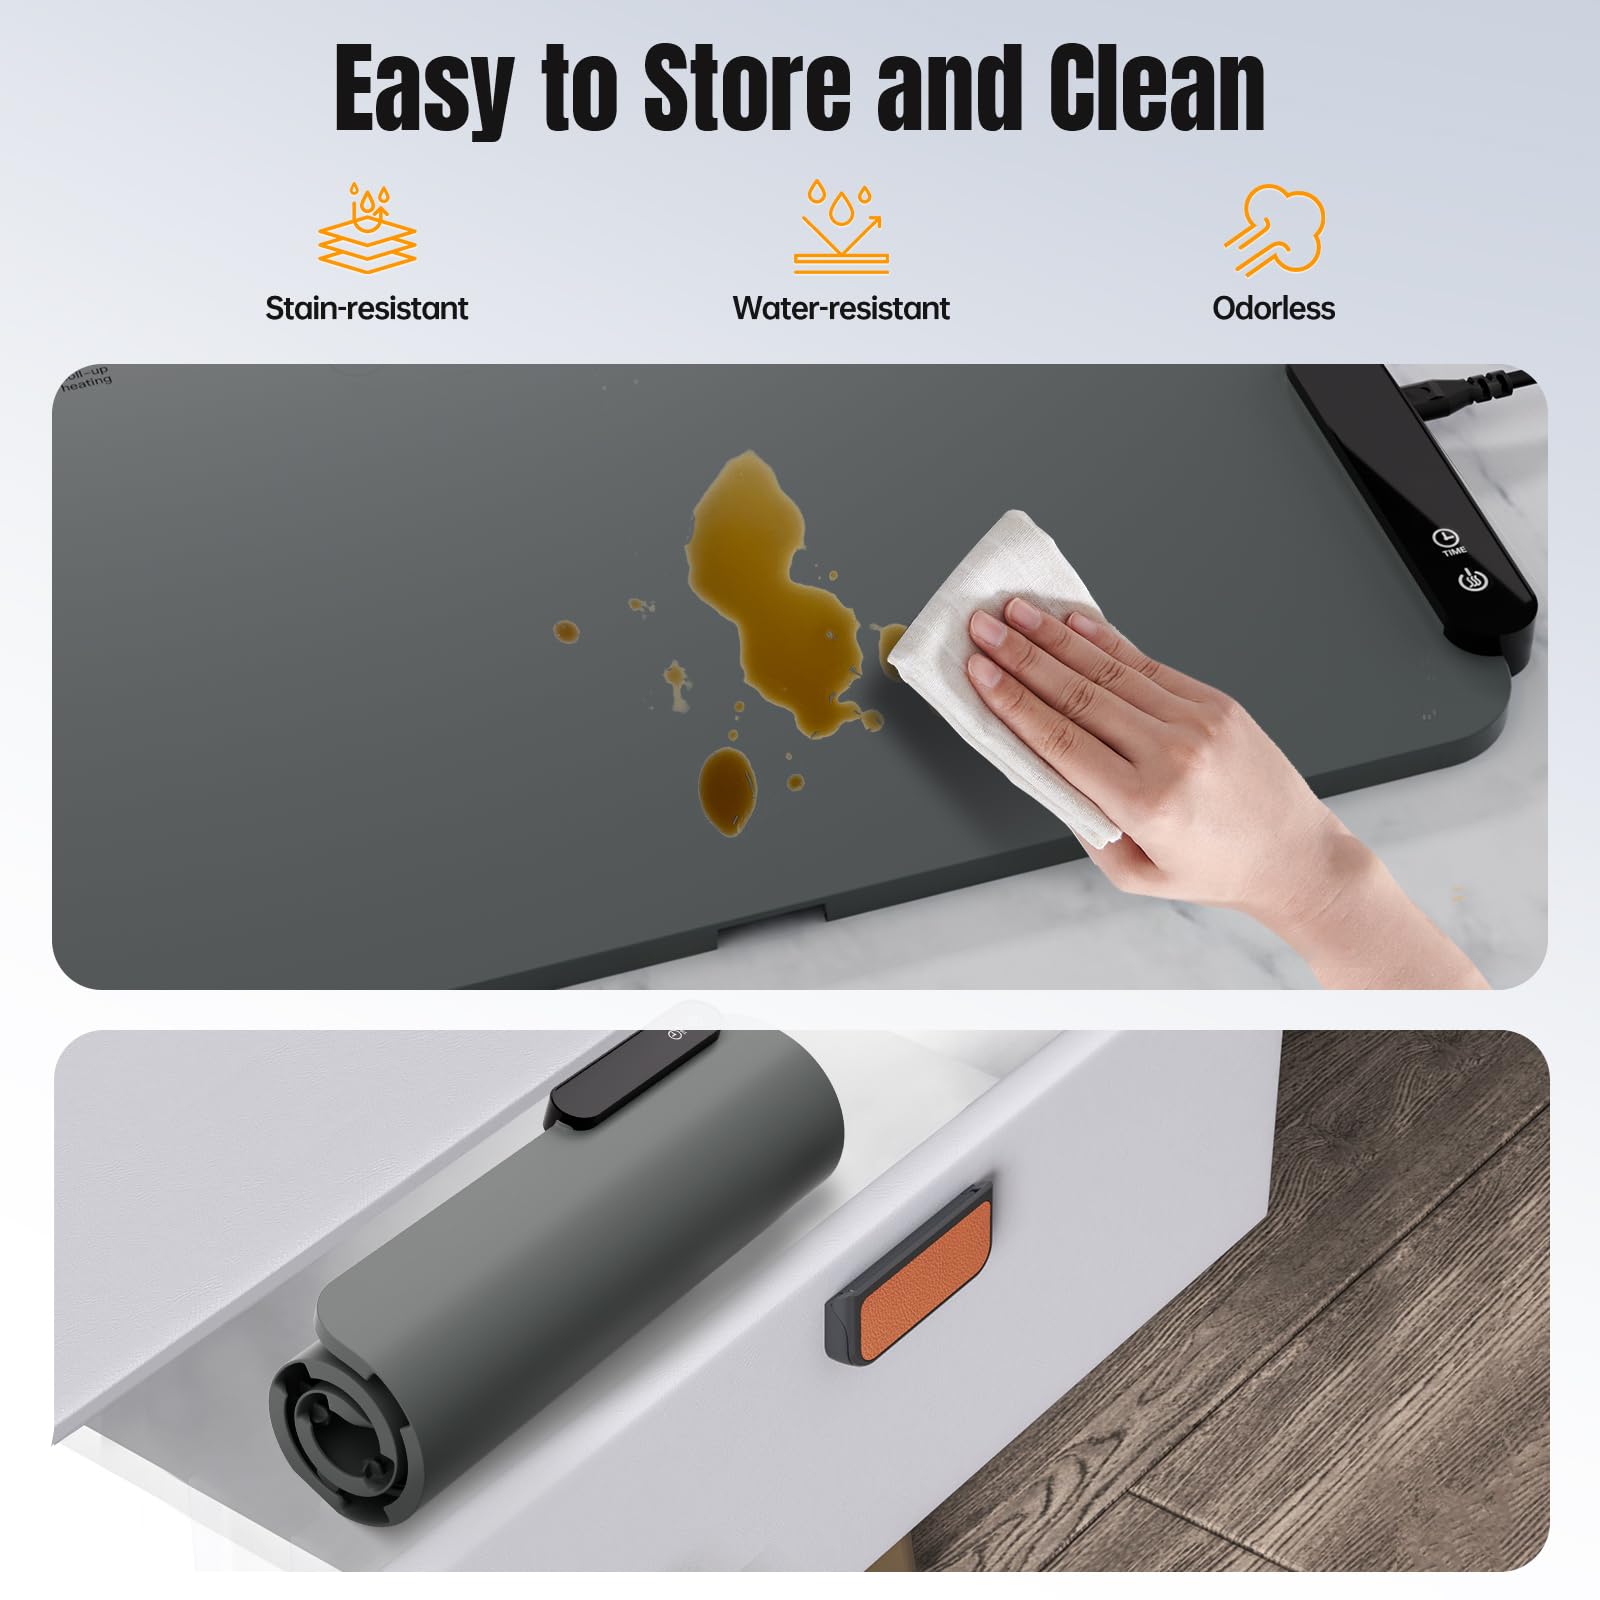 Easy to Store and Clean
Stain-resistant
Water-resistant
Odorless
heating
TIME